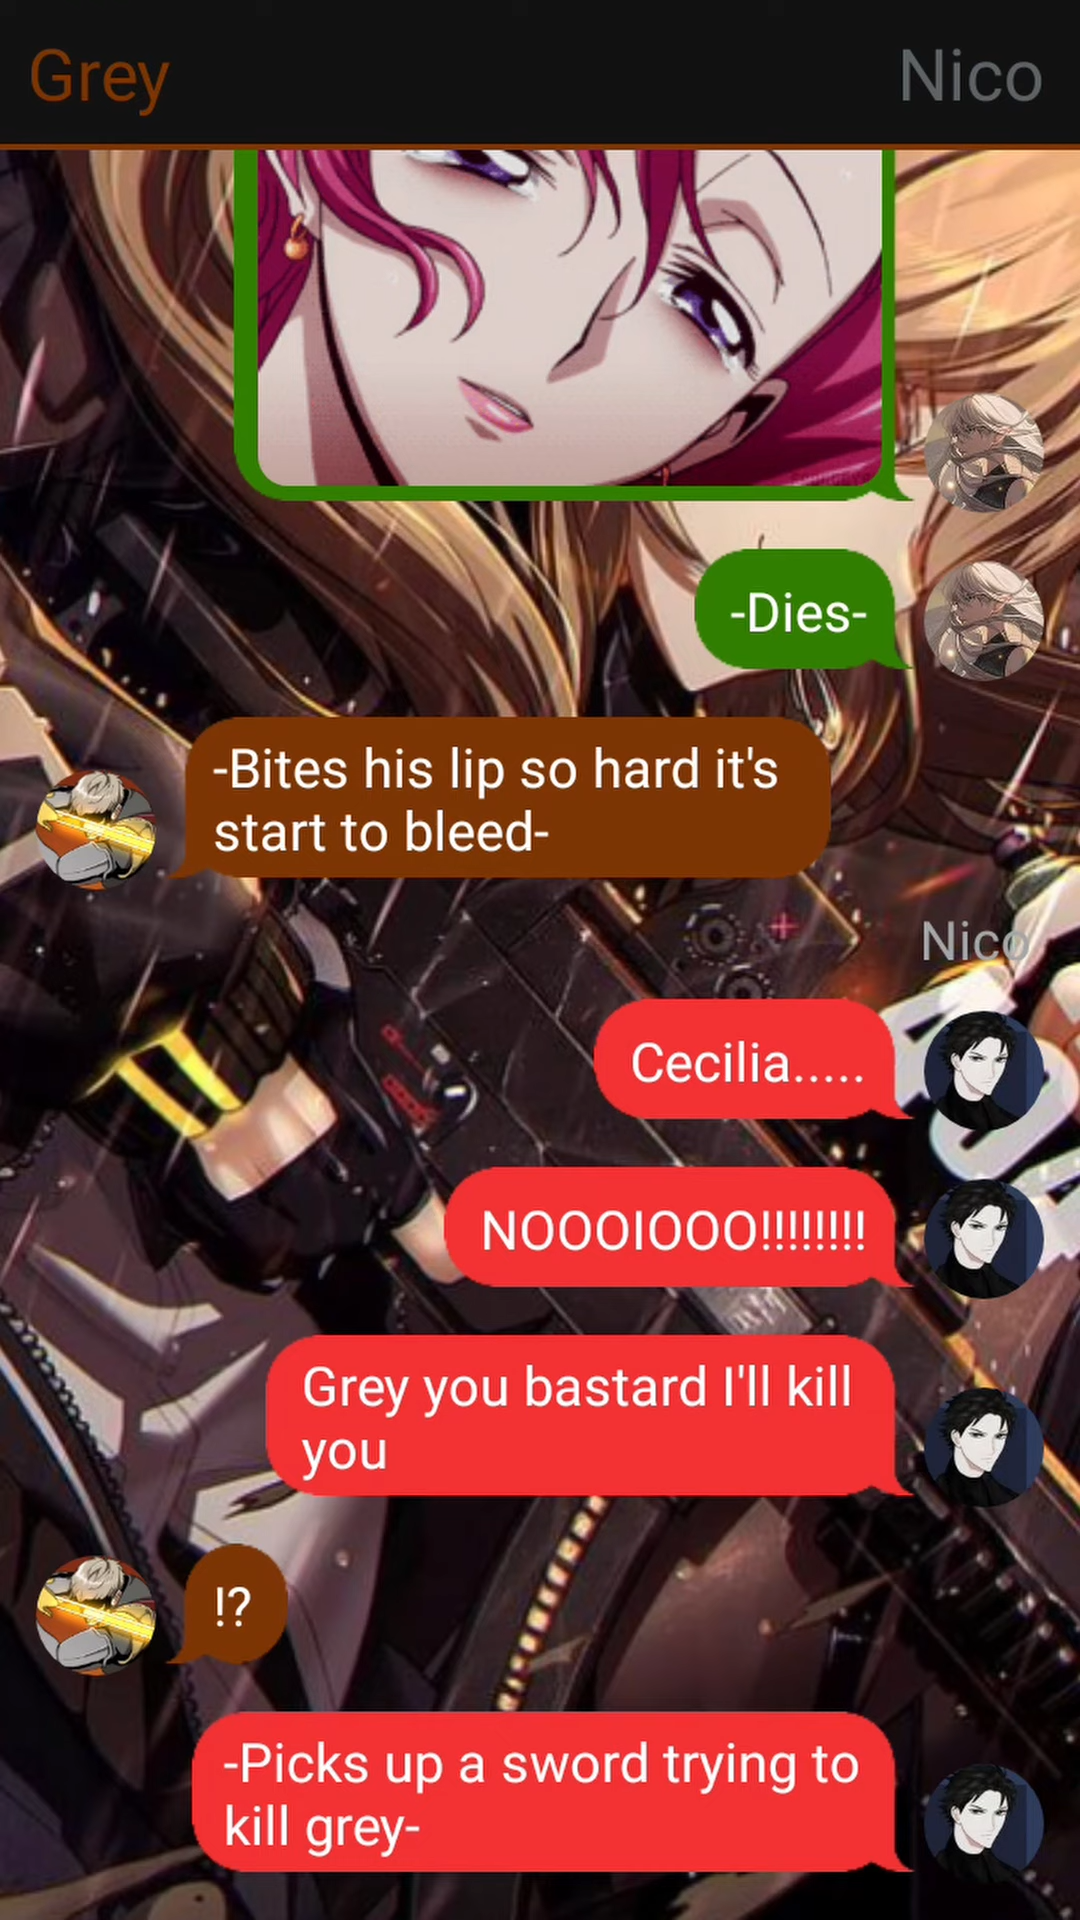 Grey
Nico
-Dies-
-Bites his lip so hard it's
start to bleed-
Nico
Cecilia.....
NOOOIOOO!!!!!!!!
Grey you bastard I'll kill
you
!?
-Picks up a sword trying to
kill grey-